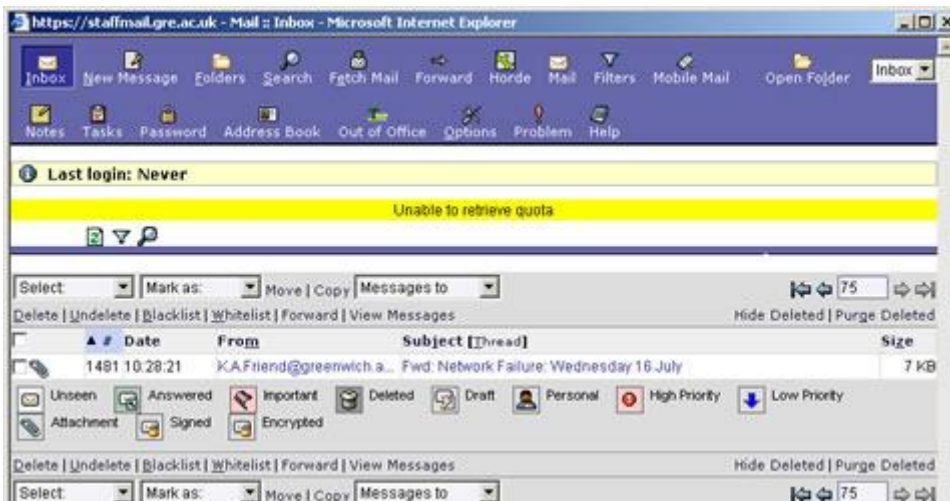 https://staffmail.gre.ac.uk - Mail :: Inbox - Microsoft Internet Explorer
Inbox New Message Folders Search Fetch Mail Forward Horde Mail Filters Mobile Mail Open Folder Inbox
Notes Tasks Password Address Book Out of Office Options Problem Help
Last login: Never
Unable to retrieve quota
Select: Mark as: Move | Copy Messages to 75
Delete | Undelete | Blacklist | Whitelist | Forward | View Messages Hide Deleted | Purge Deleted
# Date From Subject [Thread] Size
1481 10:28:21 K.A.Friend@greenwich.a... Fwd: Network Failure: Wednesday 16 July 7 KB
Unseen Answered Important Deleted Draft Personal High Priority Low Priority
Attachment Signed Encrypted
Delete | Undelete | Blacklist | Whitelist | Forward | View Messages Hide Deleted | Purge Deleted
Select: Mark as: Move | Copy Messages to 75